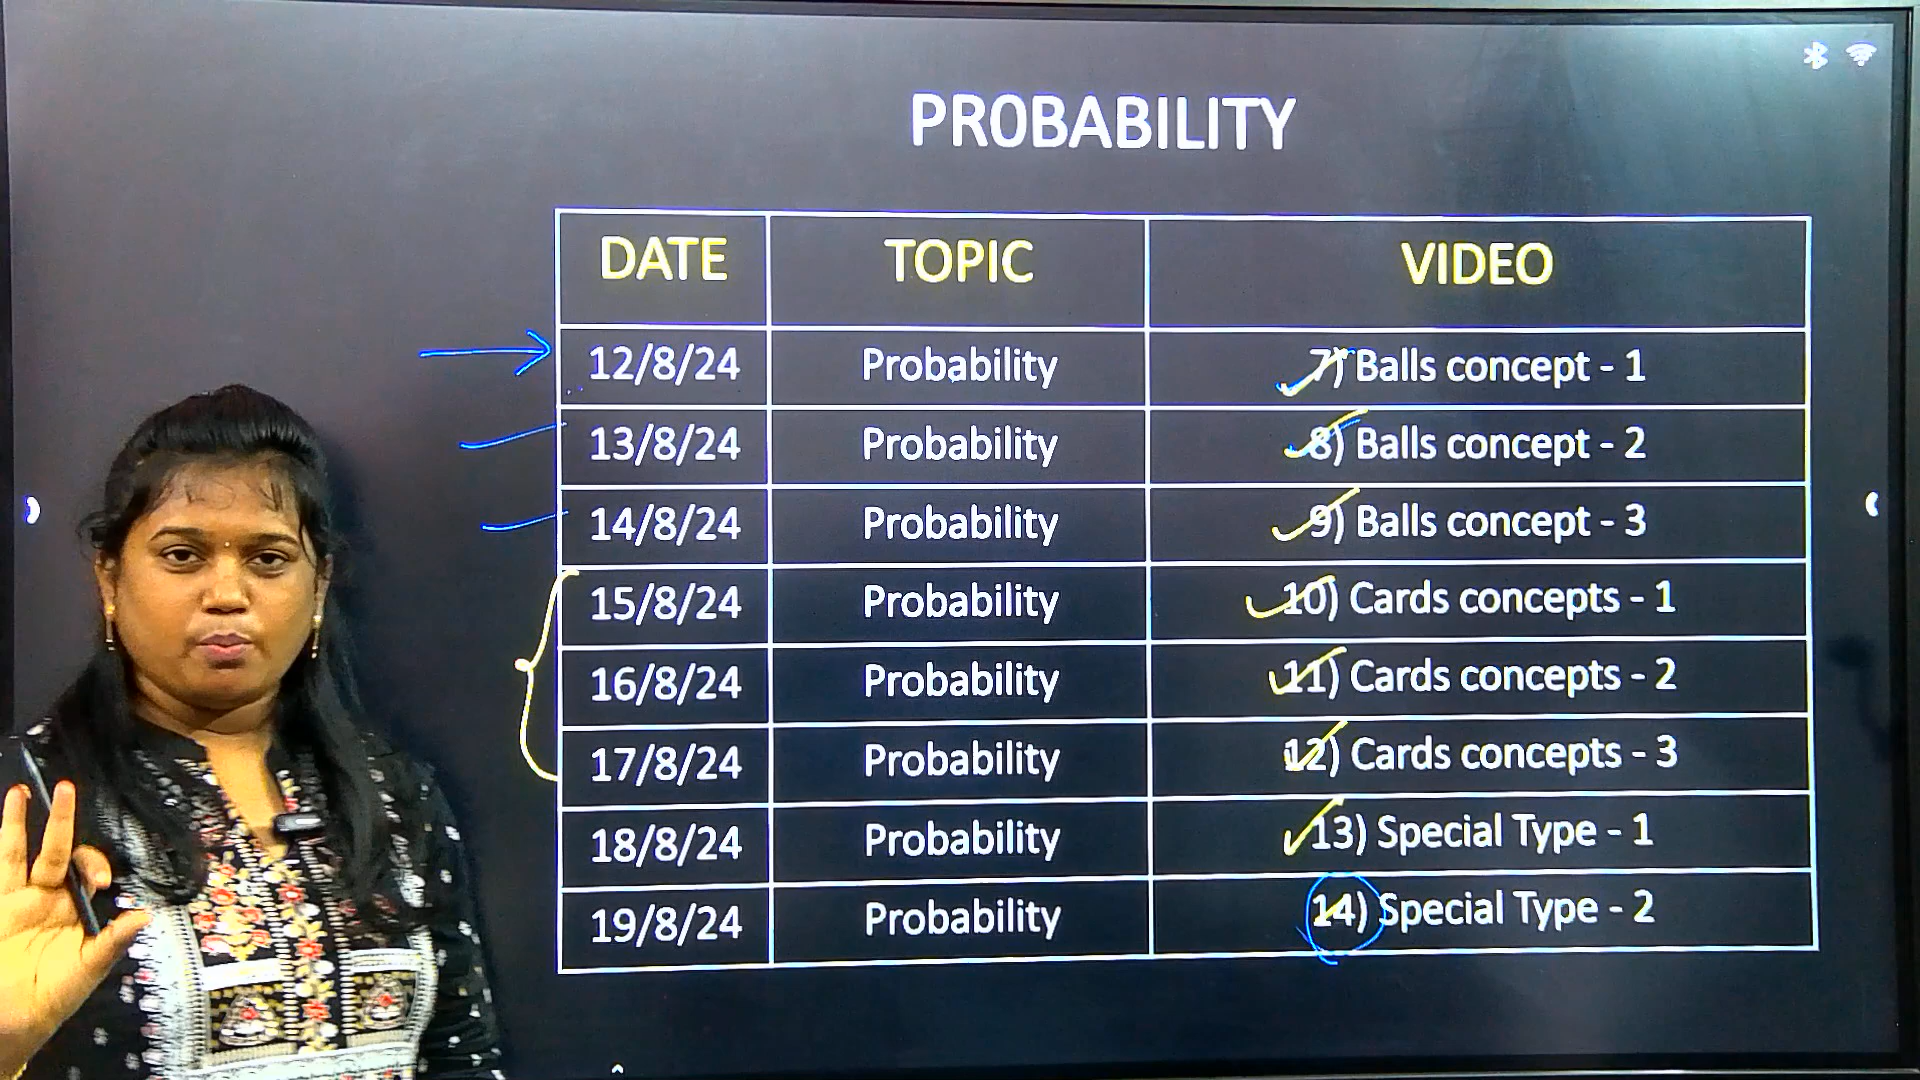 PROBABILITY
DATE TOPIC VIDEO
12/8/24 Probability 7) Balls concept - 1
13/8/24 Probability 8) Balls concept - 2
14/8/24 Probability 9) Balls concept - 3
15/8/24 Probability 10) Cards concepts - 1
16/8/24 Probability 11) Cards concepts - 2
17/8/24 Probability 12) Cards concepts - 3
18/8/24 Probability 13) Special Type - 1
19/8/24 Probability 14) Special Type - 2